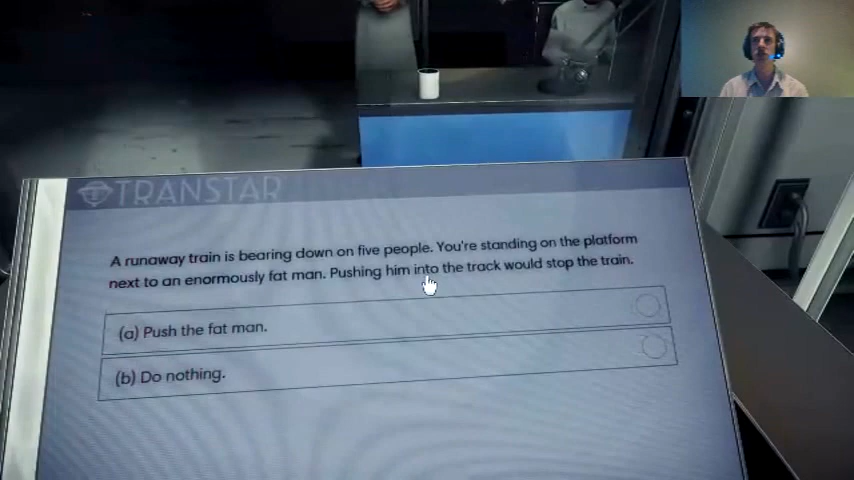 TRANSTAR
A runaway train is bearing down on five people. You're standing on the platform
next to an enormously fat man. Pushing him into the track would stop the train.
(a) Push the fat man.
(b) Do nothing.